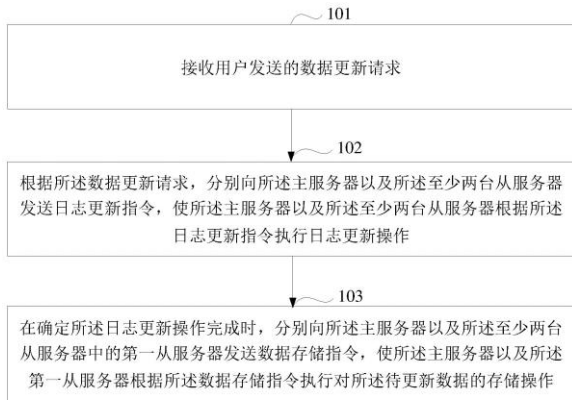 101
接收用户发送的数据更新请求
102
根据所述数据更新请求，分别向所述主服务器以及所述至少两台从服务器
发送日志更新指令，使所述主服务器以及所述至少两台从服务器根据所述
日志更新指令执行日志更新操作
103
在确定所述日志更新操作完成时，分别向所述主服务器以及所述至少两台
从服务器中的第一从服务器发送数据存储指令，使所述主服务器以及所述
第一从服务器根据所述数据存储指令执行对所述待更新数据的存储操作